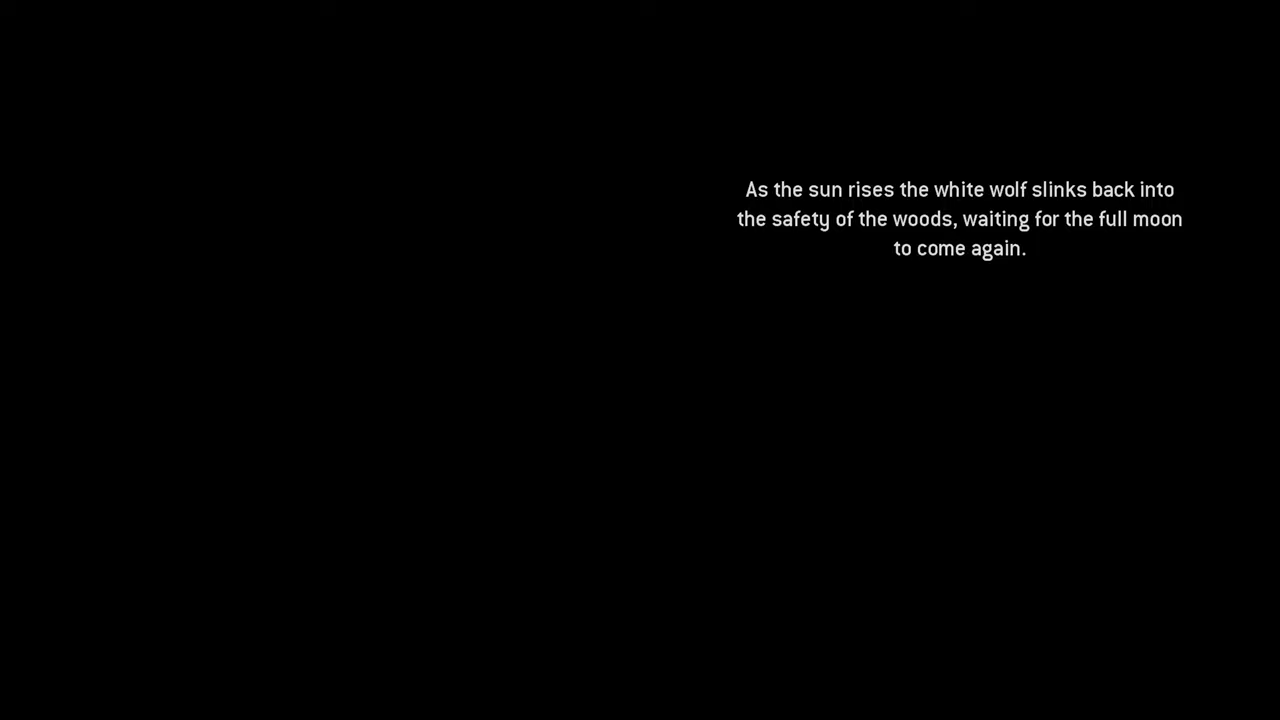 As the sun rises the white wolf slinks back into
the safety of the woods, waiting for the full moon
to come again.